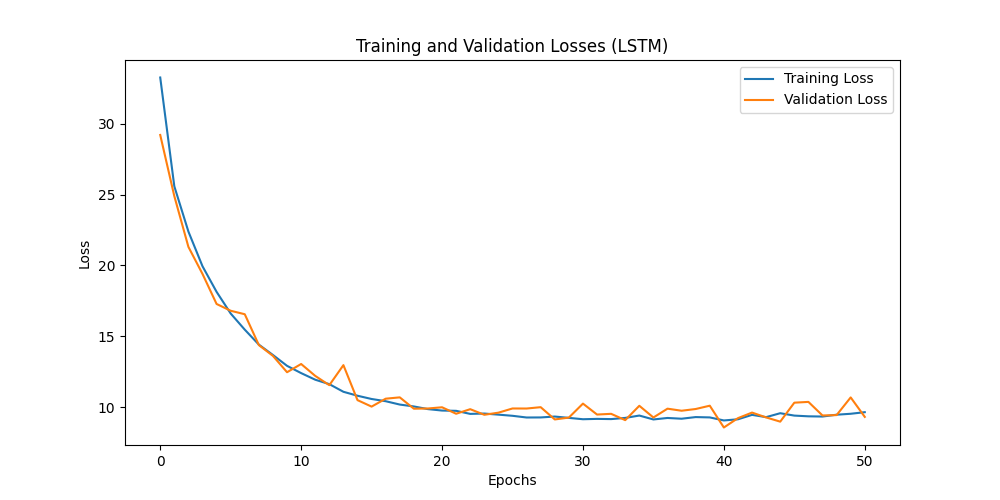 Training and Validation Losses (LSTM)
Training Loss
Validation Loss
Loss
30
25
20
15
10
0 10 20 30 40 50
Epochs